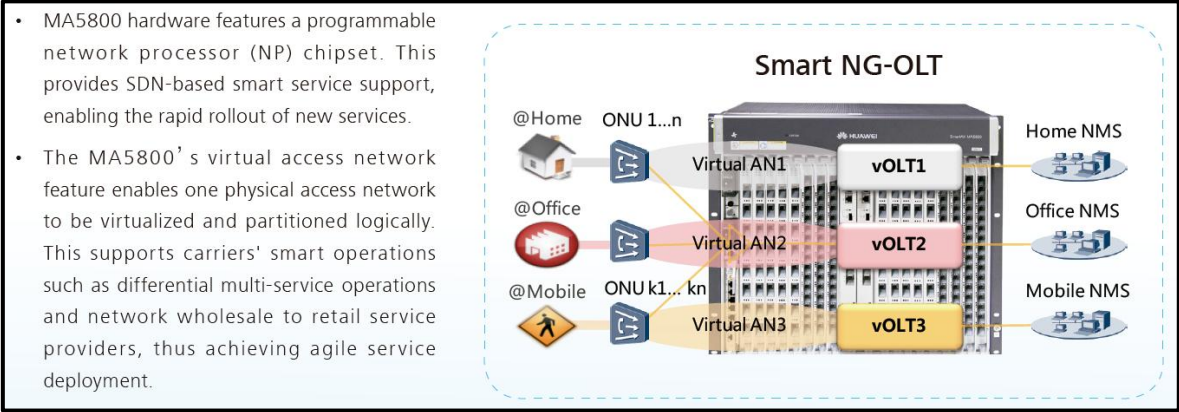 • MA5800 hardware features a programmable
network processor (NP) chipset. This
provides SDN-based smart service support,
enabling the rapid rollout of new services.
• The MA5800's virtual access network
feature enables one physical access network
to be virtualized and partitioned logically.
This supports carriers' smart operations
such as differential multi-service operations
and network wholesale to retail service
providers, thus achieving agile service
deployment.
Smart NG-OLT
@Home
ONU 1...n
HUAWEI
Home NMS
Virtual AN1
vOLT1
@Office
Office NMS
Virtual AN2
vOLT2
@Mobile
ONU k1... kn
Mobile NMS
Virtual AN3
vOLT3